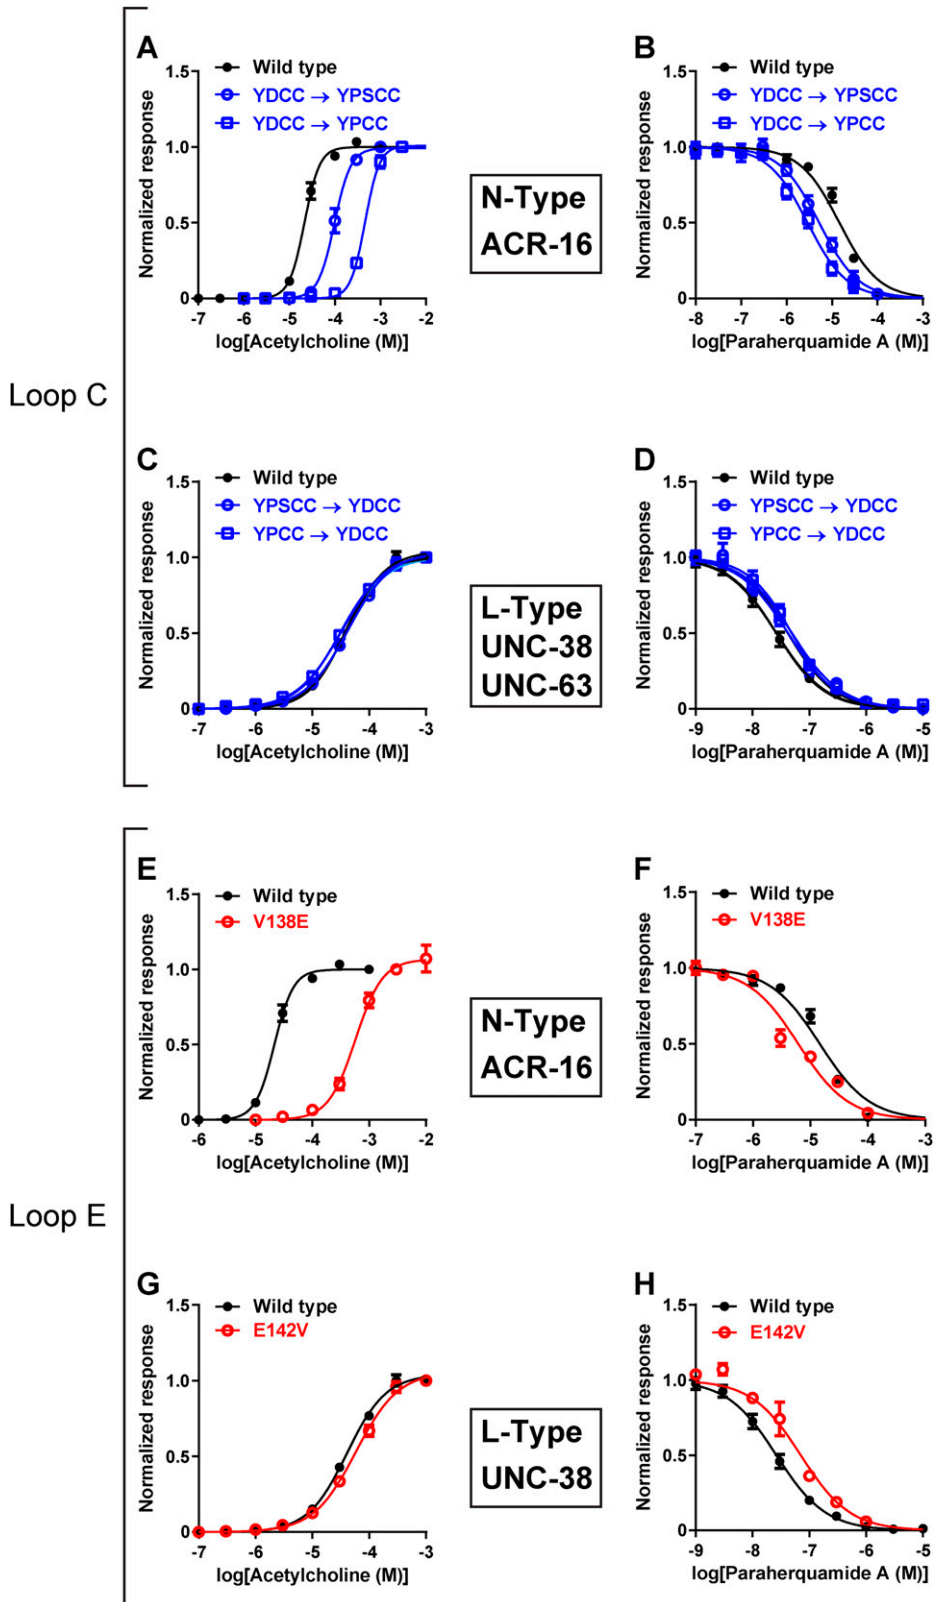 Loop C
A
Wild type
YDCC → YPSCC
YDCC → YPCC
Normalized response
1.5
1.0
0.5
0
-7 -6 -5 -4 -3 -2
log[Acetylcholine (M)]
N-Type
ACR-16
B
Wild type
YDCC → YPSCC
YDCC → YPCC
Normalized response
1.5
1.0
0.5
0
-8 -7 -6 -5 -4 -3
log[Paraherquamide A (M)]
C
Wild type
YPSCC → YDCC
YPCC → YDCC
Normalized response
1.5
1.0
0.5
0
-7 -6 -5 -4 -3
log[Acetylcholine (M)]
L-Type
UNC-38
UNC-63
D
Wild type
YPSCC → YDCC
YPCC → YDCC
Normalized response
1.5
1.0
0.5
0
-9 -8 -7 -6 -5
log[Paraherquamide A (M)]
Loop E
E
Wild type
V138E
Normalized response
1.5
1.0
0.5
0
-6 -5 -4 -3 -2
log[Acetylcholine (M)]
N-Type
ACR-16
F
Wild type
V138E
Normalized response
1.5
1.0
0.5
0
-7 -6 -5 -4 -3
log[Paraherquamide A (M)]
G
Wild type
E142V
Normalized response
1.5
1.0
0.5
0
-7 -6 -5 -4 -3
log[Acetylcholine (M)]
L-Type
UNC-38
H
Wild type
E142V
Normalized response
1.5
1.0
0.5
0
-9 -8 -7 -6 -5
log[Paraherquamide A (M)]